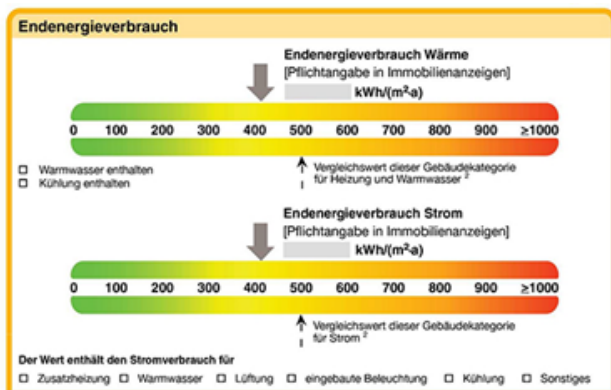 Endenergieverbrauch
Endenergieverbrauch Wärme
[Pflichtangabe in Immobilienanzeigen]
kWh/(m²·a)
0 100 200 300 400 500 600 700 800 900 ≥1000
☐ Warmwasser enthalten
☐ Kühlung enthalten
Vergleichswert dieser Gebäudekategorie
für Heizung und Warmwasser ²
Endenergieverbrauch Strom
[Pflichtangabe in Immobilienanzeigen]
kWh/(m²·a)
0 100 200 300 400 500 600 700 800 900 ≥1000
Vergleichswert dieser Gebäudekategorie
für Strom ²
Der Wert enthält den Stromverbrauch für
☐ Zusatzheizung ☐ Warmwasser ☐ Lüftung ☐ eingebaute Beleuchtung ☐ Kühlung ☐ Sonstiges